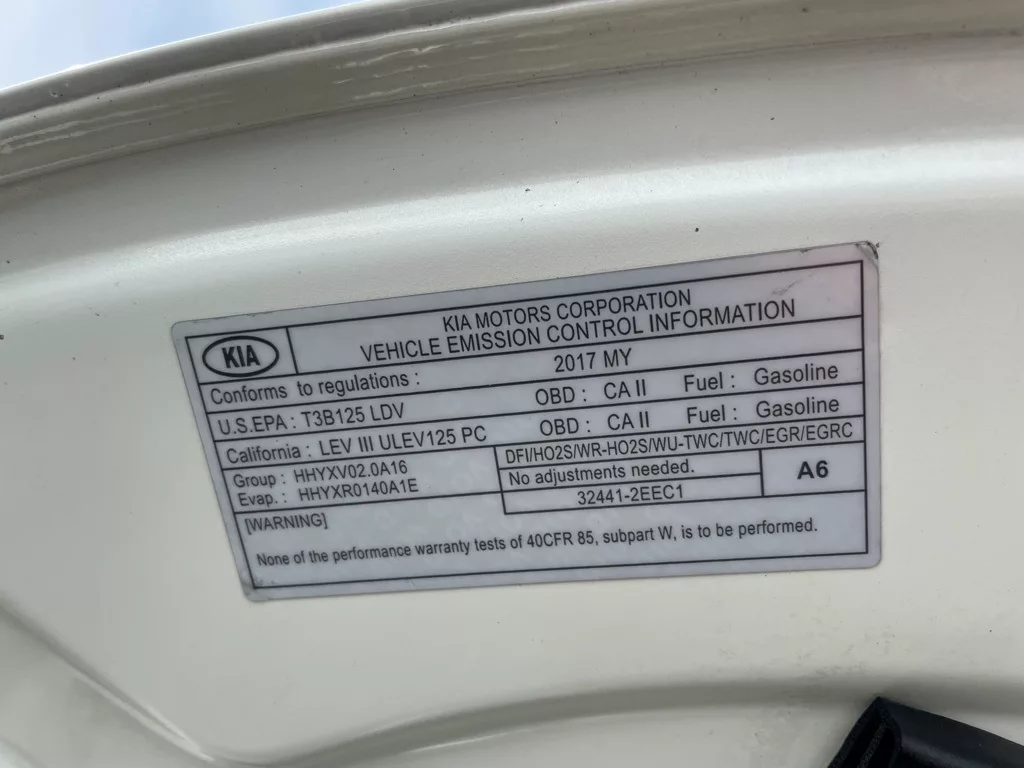 KIA
KIA MOTORS CORPORATION
VEHICLE EMISSION CONTROL INFORMATION
Conforms to regulations : 2017 MY
U.S.EPA : T3B125 LDV OBD : CA II Fuel : Gasoline
California : LEV III ULEV125 PC OBD : CA II Fuel : Gasoline
Group : HHYXV02.0A16
Evap. : HHYXR0140A1E
DFI/HO2S/WR-HO2S/WU-TWC/TWC/EGR/EGRC
No adjustments needed.
32441-2EEC1
A6
[WARNING]
None of the performance warranty tests of 40CFR 85, subpart W, is to be performed.